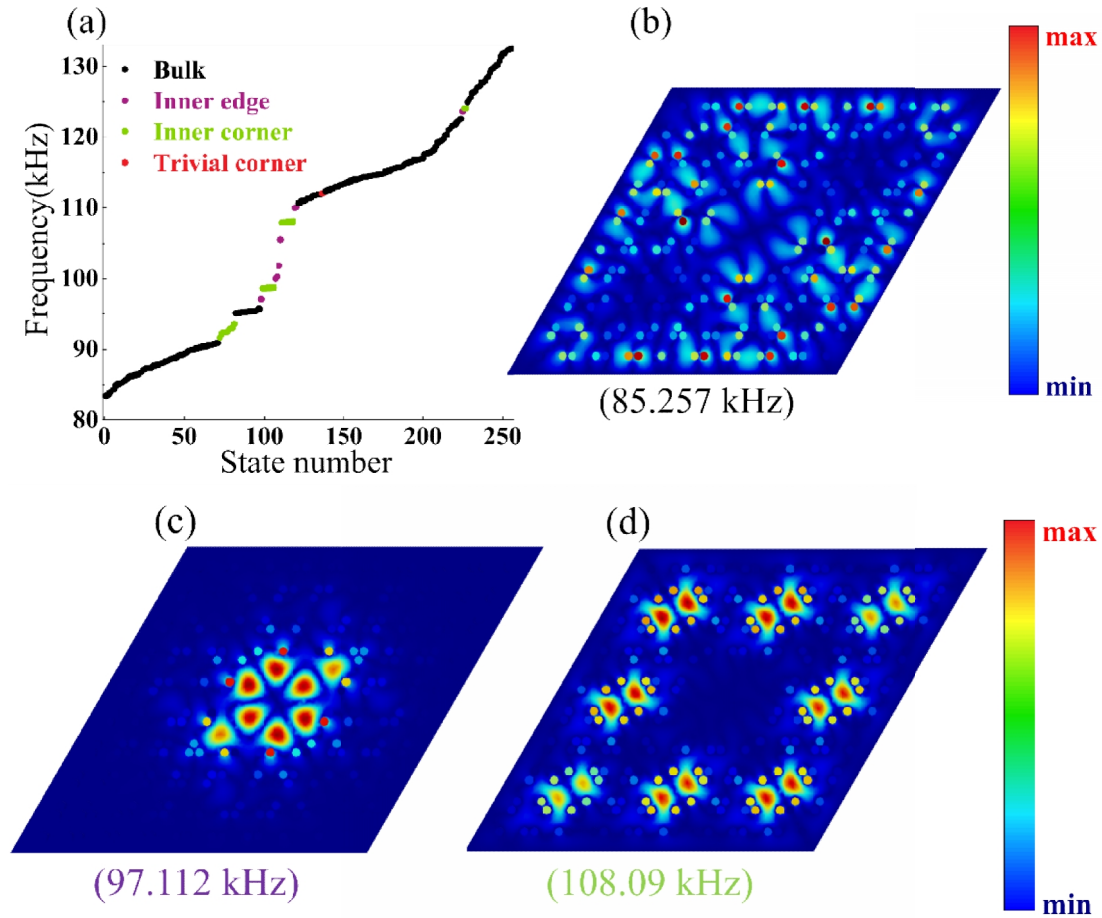 (a)
Frequency(kHz)
130
120
110
100
90
80
Bulk
Inner edge
Inner corner
Trivial corner
0 50 100 150 200 250
State number
(b)
(85.257 kHz)
max
min
(c)
(97.112 kHz)
(d)
(108.09 kHz)
max
min